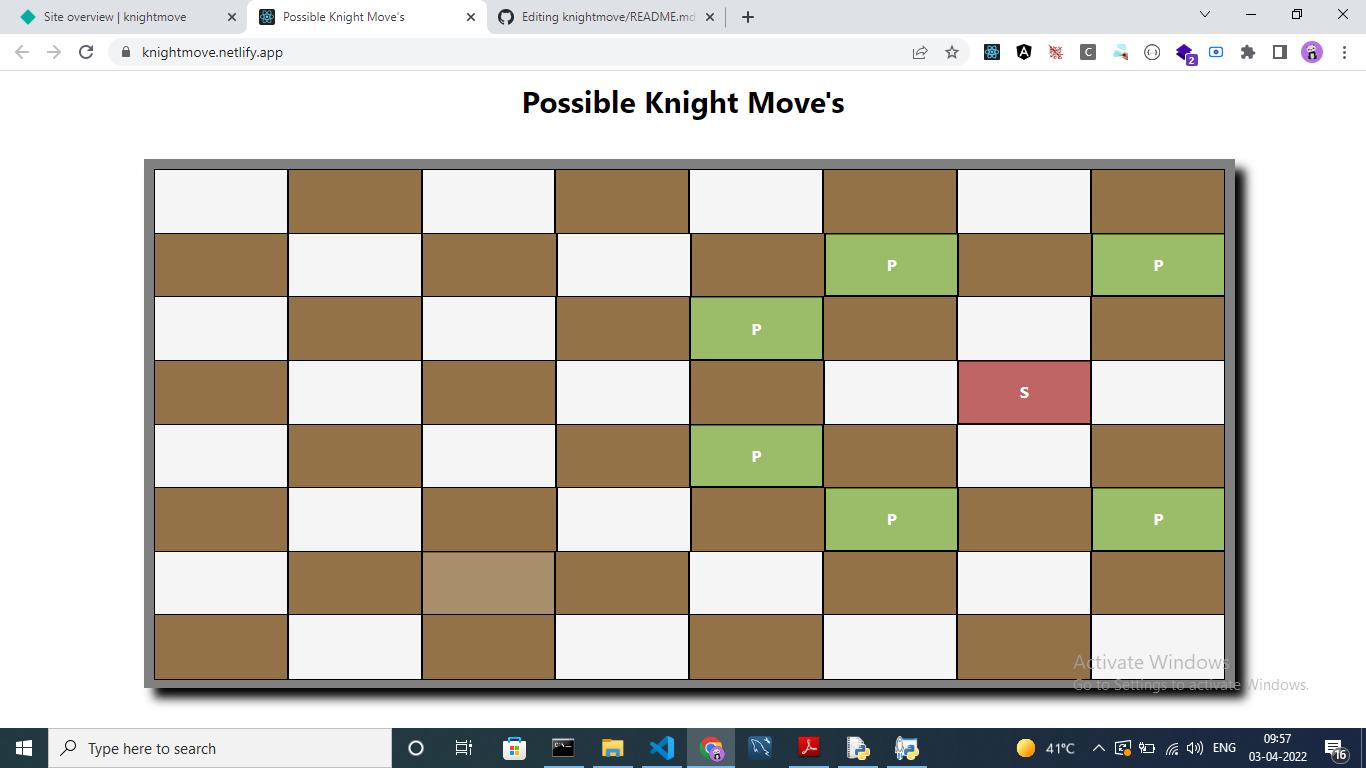 Site overview | knightmove
Possible Knight Move's
Editing knightmove/README.md
knightmove.netlify.app
C
2
Possible Knight Move's
P P
P
S
P
P P
Activate Windows
Go to Settings to activate Windows.
Type here to search
41°C
ENG
09:57
03-04-2022
16